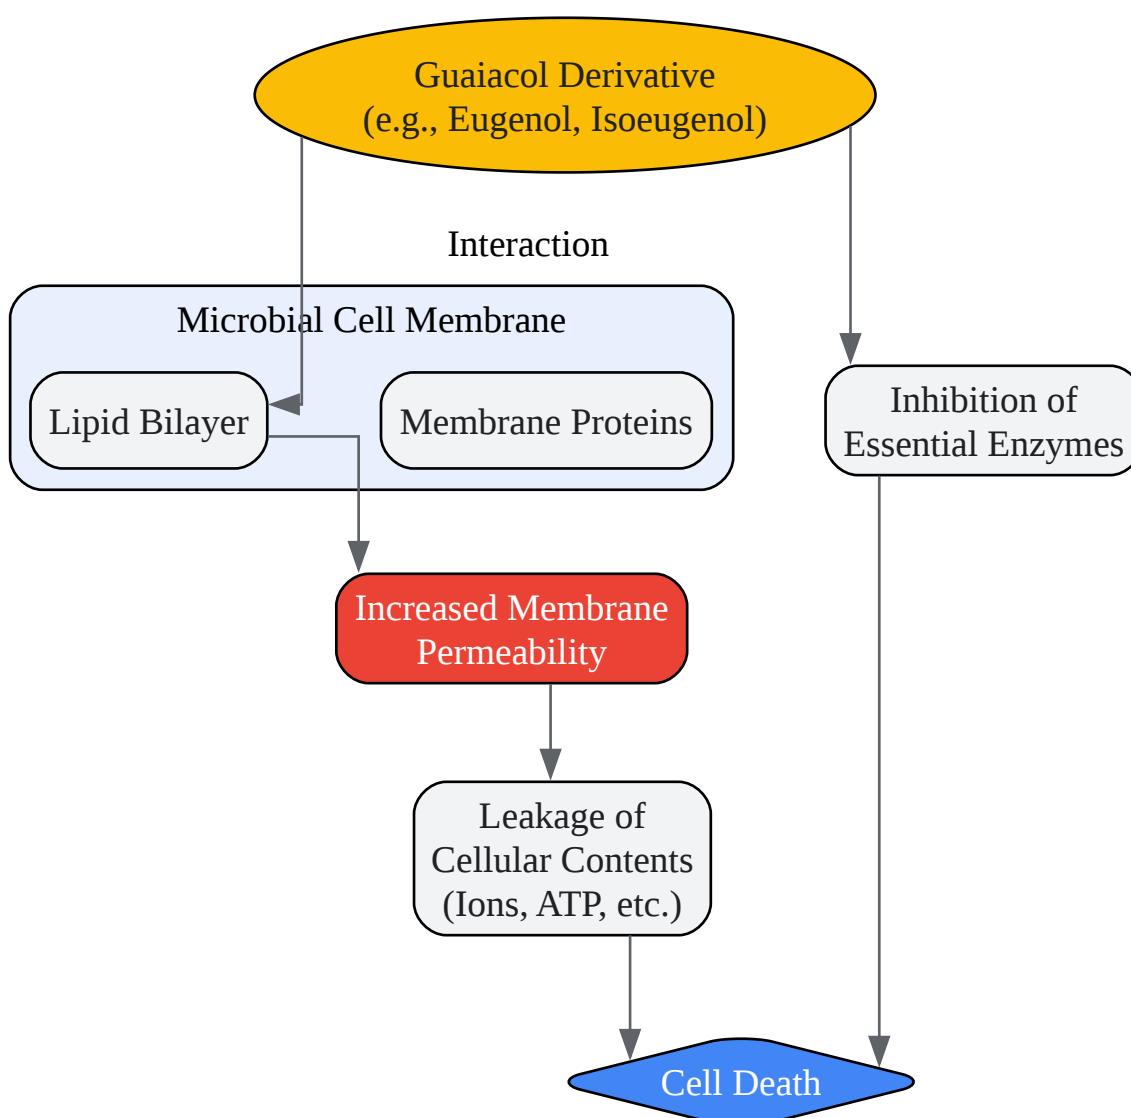 Guaiacol Derivative
(e.g., Eugenol, Isoeugenol)
Interaction
Microbial Cell Membrane
Lipid Bilayer
Membrane Proteins
Inhibition of
Essential Enzymes
Increased Membrane
Permeability
Leakage of
Cellular Contents
(Ions, ATP, etc.)
Cell Death